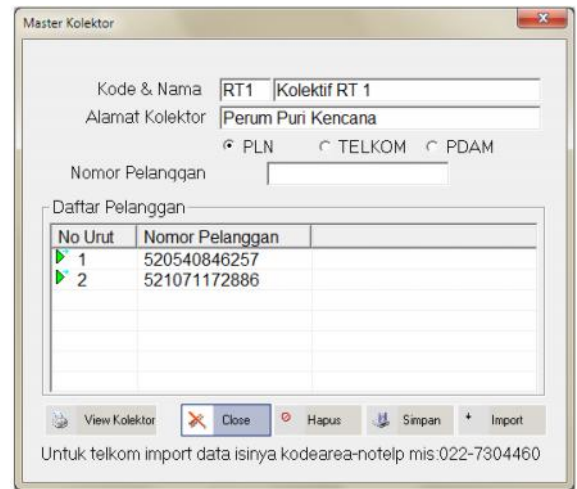 Master Kolektor
Kode & Nama RT1 Kolektif RT 1
Alamat Kolektor Perum Puri Kencana
PLN TELKOM PDAM
Nomor Pelanggan
Daftar Pelanggan
No Urut Nomor Pelanggan
1 520540846257
2 521071172886
View Kolektor Close Hapus Simpan Import
Untuk telkom import data isinya kodearea-notelp mis:022-7304460